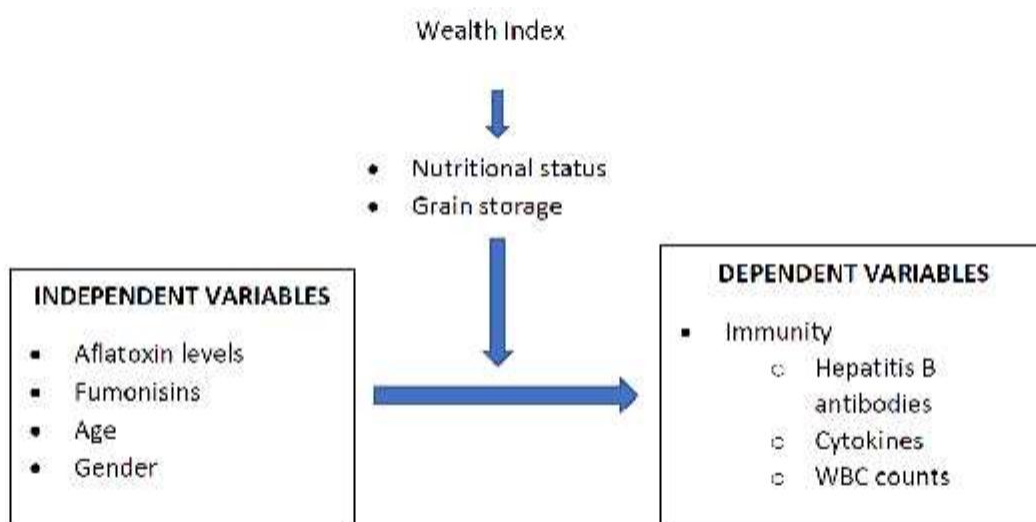 Wealth Index
• Nutritional status
• Grain storage
INDEPENDENT VARIABLES
▪ Aflatoxin levels
▪ Fumonisins
• Age
• Gender
DEPENDENT VARIABLES
▪ Immunity
○ Hepatitis B
antibodies
○ Cytokines
○ WBC counts